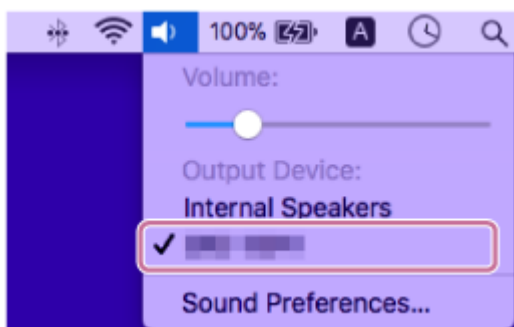 100% A
Volume:
Output Device:
Internal Speakers
Sound Preferences...